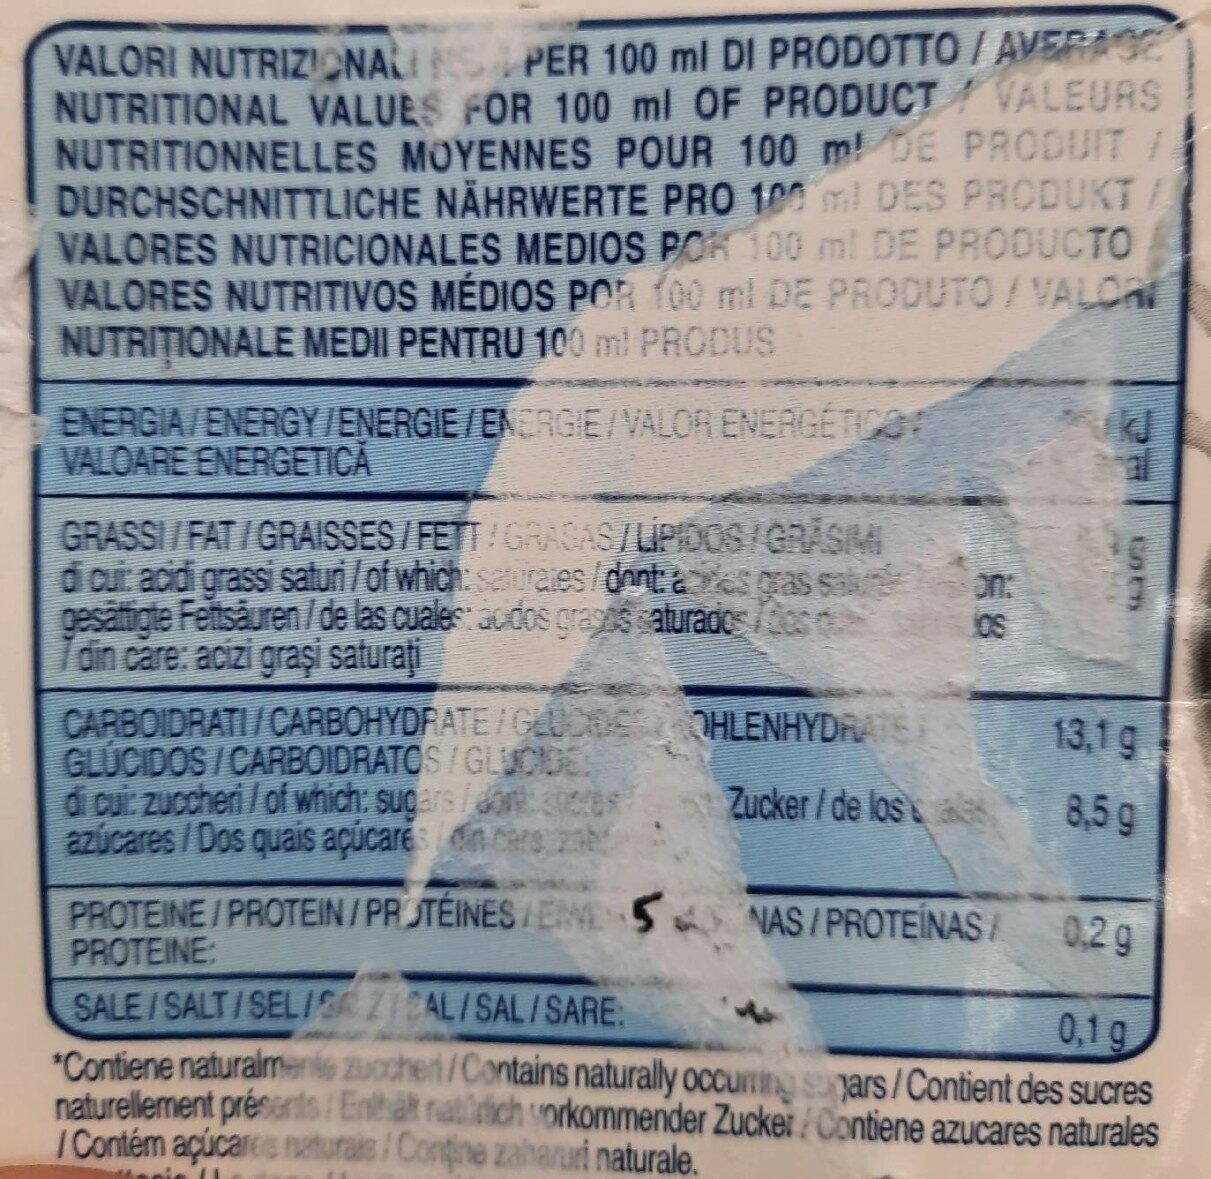 VALORI NUTRIZIONALI PER 100 ml DI PRODOTTO / AVERAGE
NUTRITIONAL VALUES FOR 100 ml OF PRODUCT / VALEURS
NUTRITIONNELLES MOYENNES POUR 100 ml DE PRODUIT /
DURCHSCHNITTLICHE NÄHRWERTE PRO 100 ml DES PRODUKT /
VALORES NUTRICIONALES MEDIOS POR 100 ml DE PRODUCTO
VALORES NUTRITIVOS MÉDIOS POR 100 ml DE PRODUTO / VALORI
NUTRIȚIONALE MEDII PENTRU 100 ml PRODUS
ENERGIA / ENERGY / ENERGIE / ENERGIE / VALOR ENERGÉTICO / kJ
VALOARE ENERGETICĂ
GRASSI / FAT / GRAISSES / FETT / GRASAS / LÍPIDOS / GRĂSIMI g
di cui: acidi grassi saturi / of which: saturates / dont: acides gras g
gesättigte Fettsäuren / de las cuales: ácidos grasos saturados /
/ din care: acizi grași saturați
CARBOIDRATI / CARBOHYDRATE / GLUCIDES / KOHLENHYDRATE / 13,1 g
GLÚCIDOS / CARBOIDRATOS / GLUCIDE:
di cui: zuccheri / of which: sugars / dont: sucres Zucker / de los cuales 8,5 g
azúcares / Dos quais açúcares / din care:
PROTEINE / PROTEIN / PROTÉINES / 5 NAS / PROTEÍNAS / 0,2 g
PROTEINE:
SALE / SALT / SEL / SALZ / SAL / SAL / SARE: 0,1 g
*Contiene naturalmente zuccheri / Contains naturally occurring sugars / Contient des sucres
naturellement présents / Enthält natürlich vorkommender Zucker / Contiene azucares naturales
/ Contém açúcares naturais / Conține zaharuri naturale.